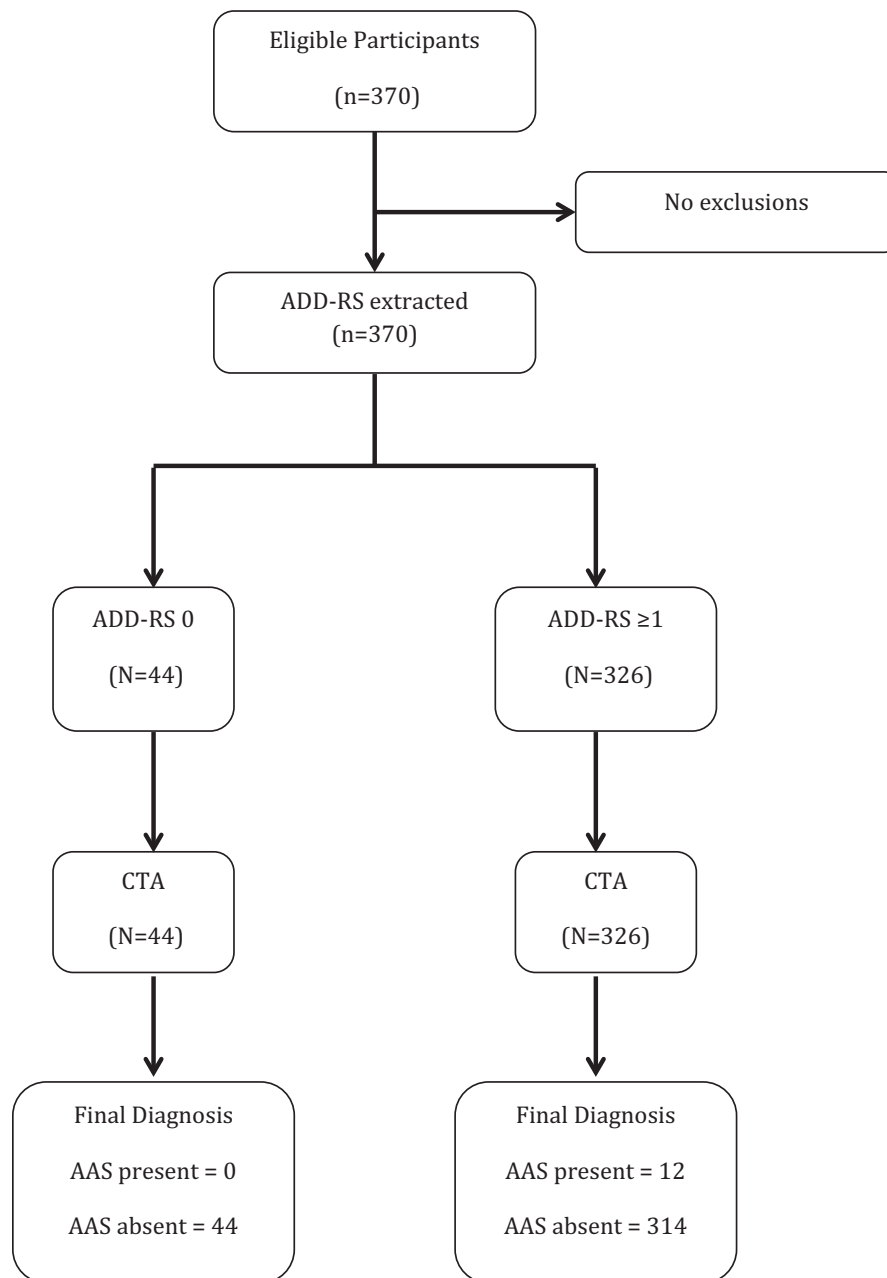 Eligible Participants
(n=370)
No exclusions
ADD-RS extracted
(n=370)
ADD-RS 0
(N=44)
ADD-RS ≥1
(N=326)
CTA
(N=44)
CTA
(N=326)
Final Diagnosis
AAS present = 0
AAS absent = 44
Final Diagnosis
AAS present = 12
AAS absent = 314